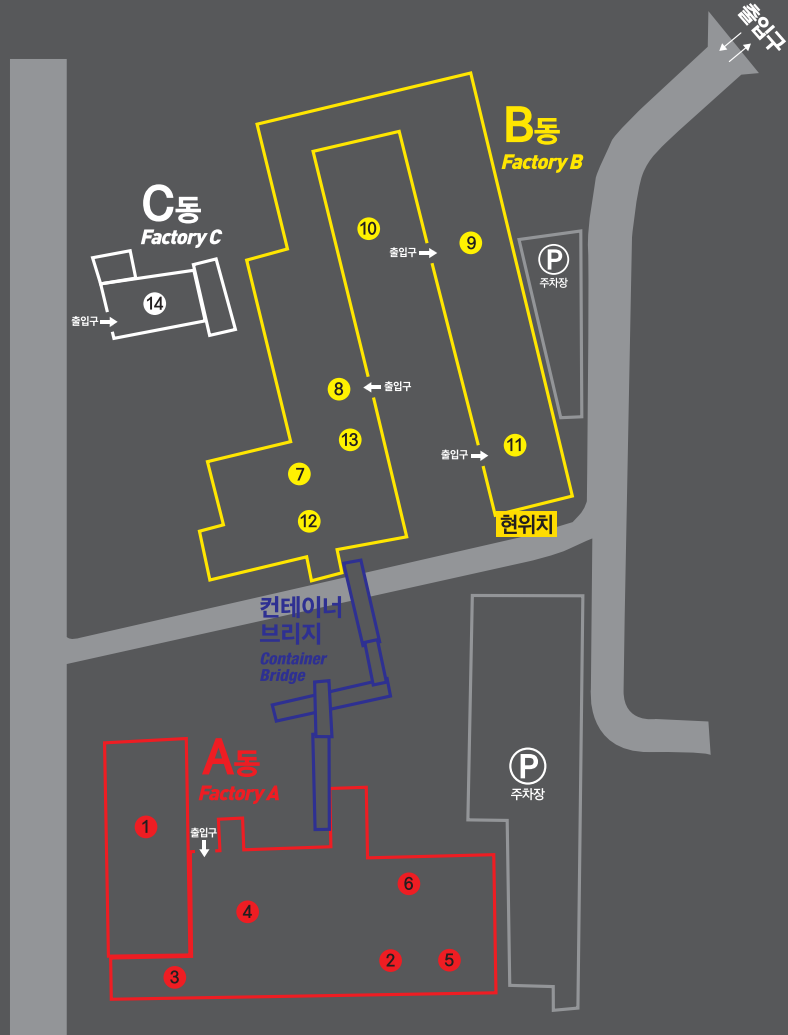 출입구
B동
Factory B
C동
Factory C
10
9
출입구
P
주차장
14
출입구
8
출입구
13
11
출입구
7
12
현위치
컨테이너
브리지
Container
Bridge
A동
Factory A
P
주차장
1
출입구
6
4
2
5
3